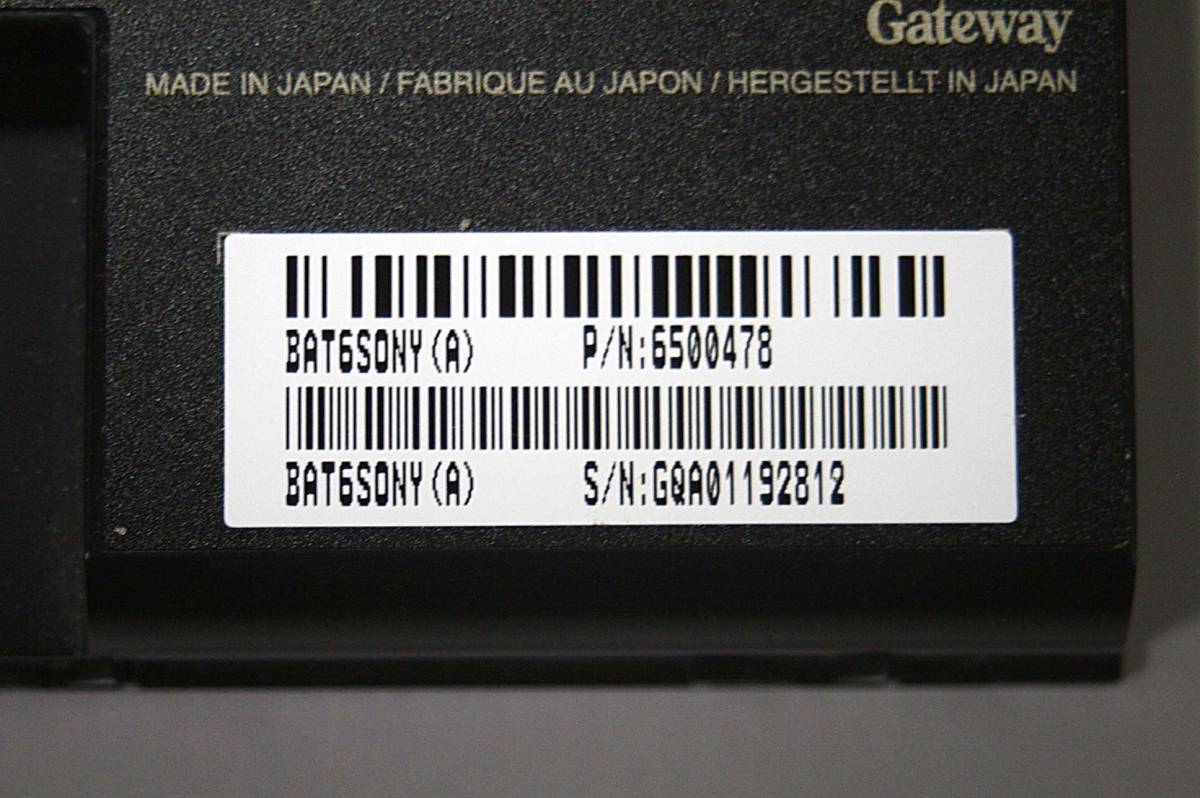 Gateway
MADE IN JAPAN / FABRIQUE AU JAPON / HERGESTELLT IN JAPAN
BAT6SONY(A) P/N:6500478
BAT6SONY(A) S/N:GQA01192812